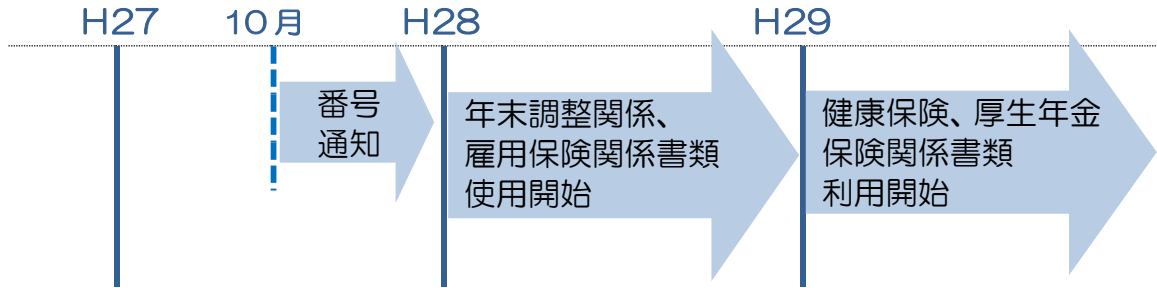 H27 10月 H28 H29
番号
通知
年末調整関係、
雇用保険関係書類
使用開始
健康保険、厚生年金
保険関係書類
利用開始